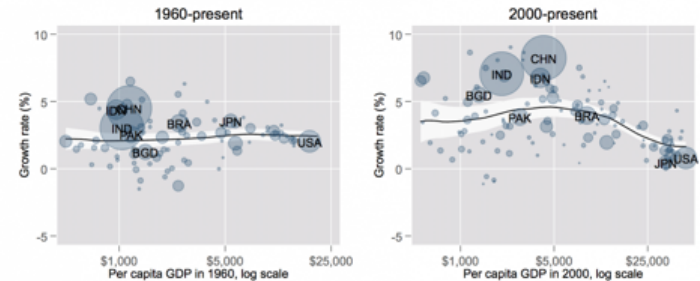 1960-present
10
5
0
-5
Growth rate (%)
IDN
CHN
IND
PAK
BGD
BRA
JPN
USA
$1,000
$5,000
$25,000
Per capita GDP in 1960, log scale
2000-present
10
5
0
-5
Growth rate (%)
CHN
IND
IDN
BGD
PAK
BRA
JPN
USA
$1,000
$5,000
$25,000
Per capita GDP in 2000, log scale